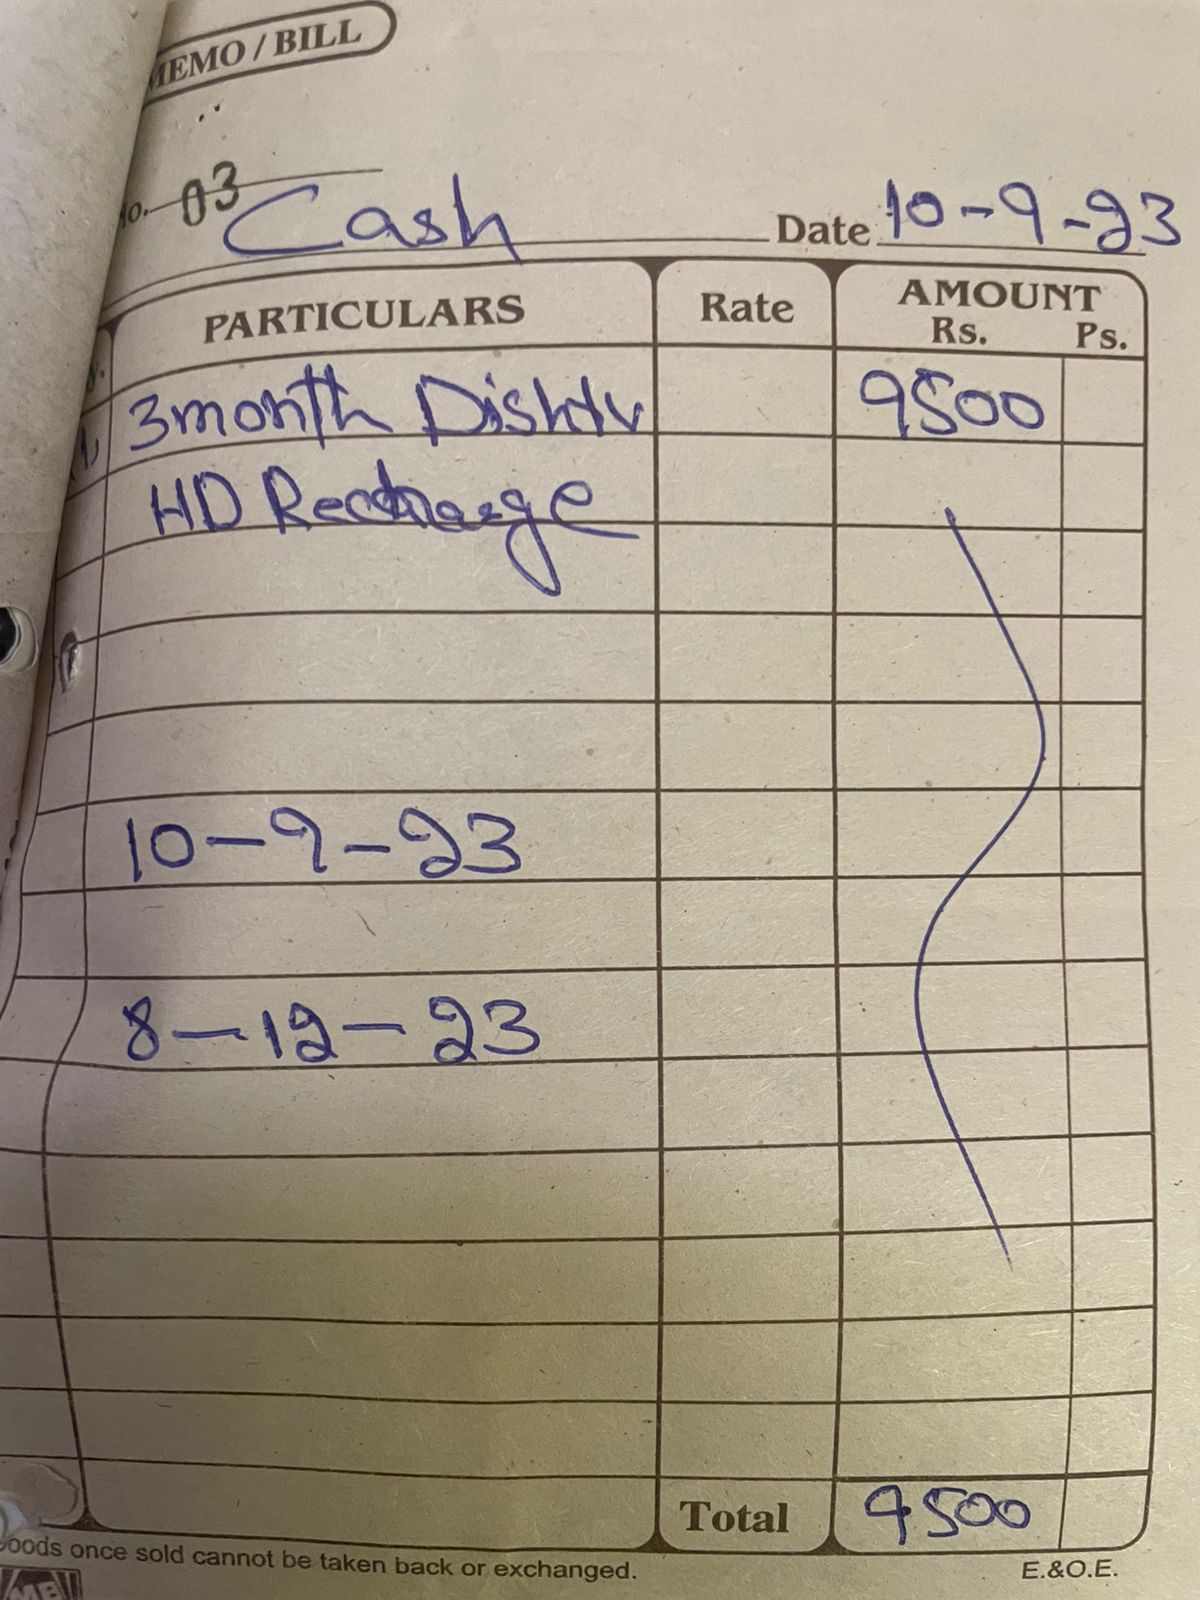 MEMO / BILL
No. 03
Cash Date 10-9-23
PARTICULARS Rate AMOUNT
Rs. Ps.
1, 3month Dishtv 9500
HD Recharge
10-9-23
8-12-23
Total 9500
Goods once sold cannot be taken back or exchanged. E.&O.E.